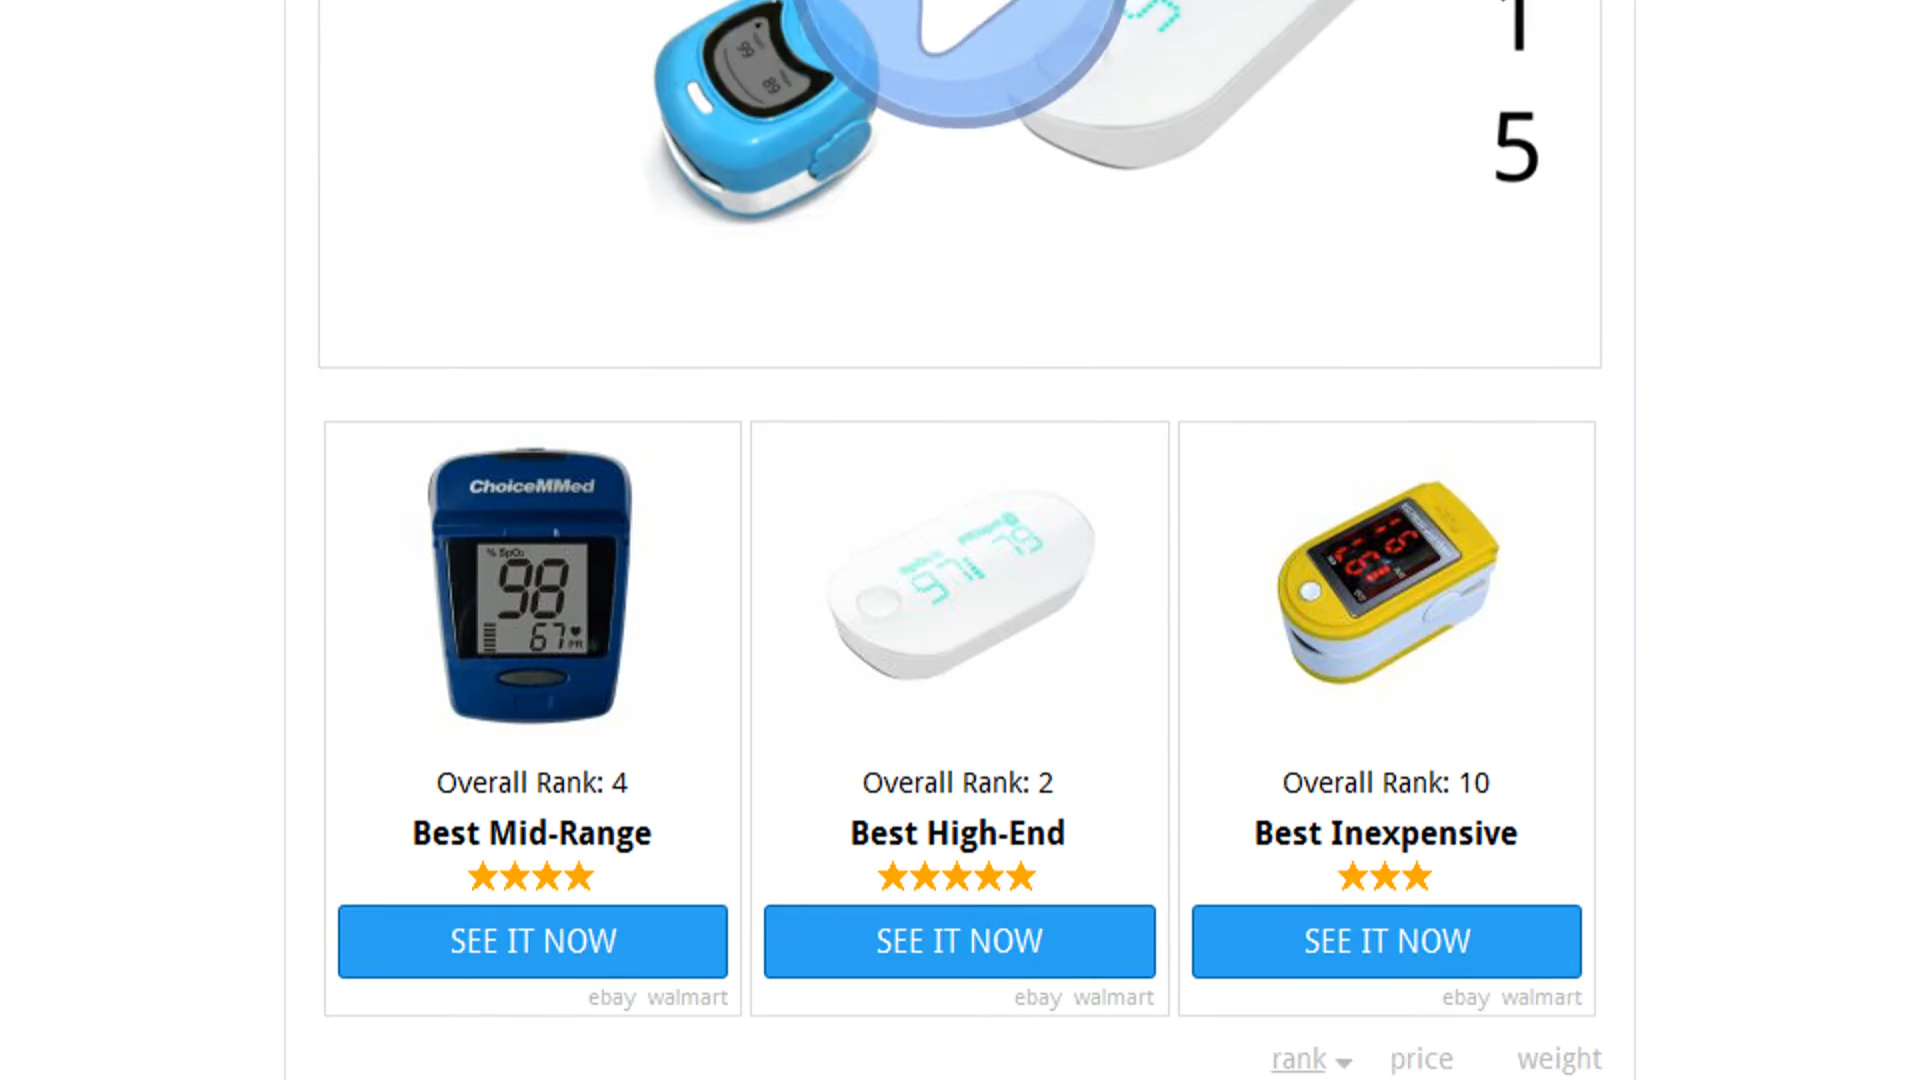 1
5
ChoiceMMed
% SpO₂
98
67 PR
Overall Rank: 4
Best Mid-Range
SEE IT NOW
ebay walmart
Overall Rank: 2
Best High-End
SEE IT NOW
ebay walmart
Overall Rank: 10
Best Inexpensive
SEE IT NOW
ebay walmart
rank price weight